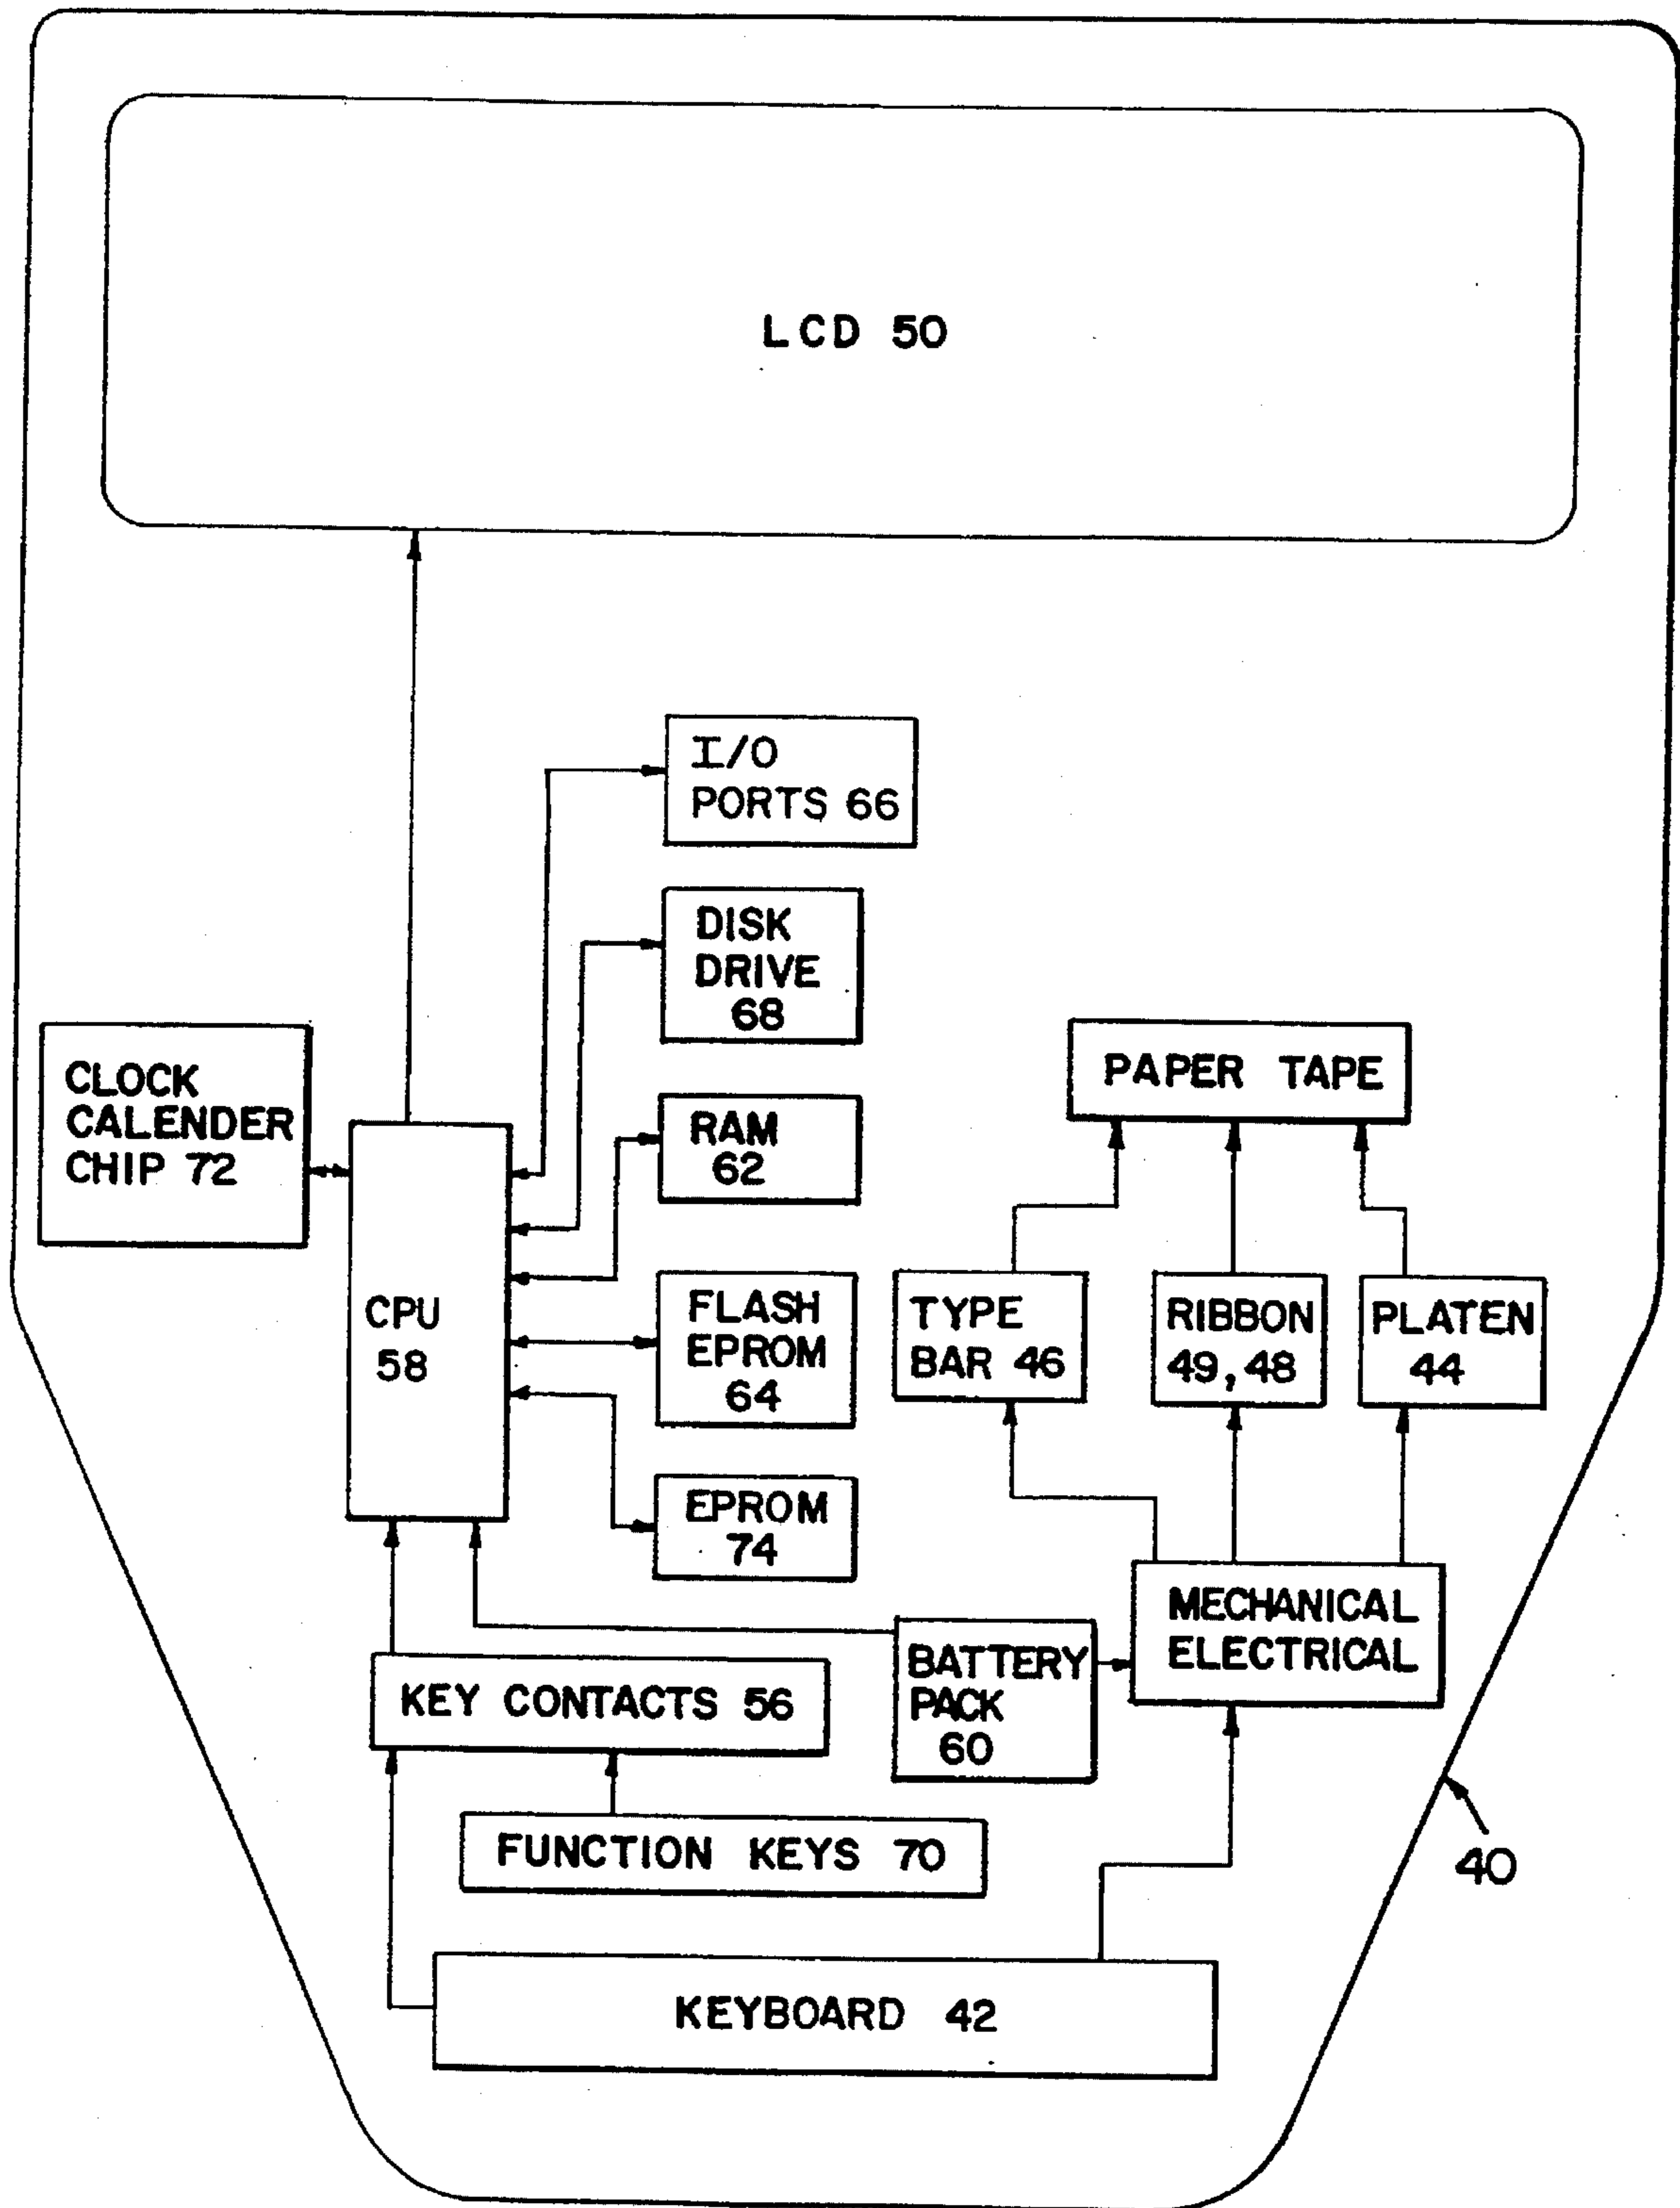 LCD 50
I/O
PORTS 66
DISK
DRIVE
68
CLOCK
CALENDER
CHIP 72
PAPER TAPE
RAM
62
CPU
58
FLASH
EPROM
64
TYPE
BAR 46
RIBBON
49, 48
PLATEN
44
EPROM
74
MECHANICAL
ELECTRICAL
BATTERY
PACK
60
KEY CONTACTS 56
FUNCTION KEYS 70
40
KEYBOARD 42